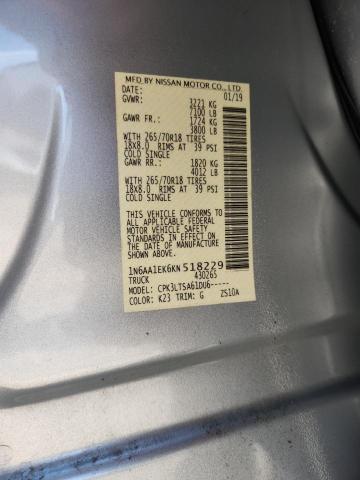 MFD BY NISSAN MOTOR CO., LTD.
DATE: 01/19
GVWR: 3221 KG
7100 LB
GAWR FR.: 1724 KG
3800 LB
WITH 265/70R18 TIRES
18X8.0 RIMS AT 39 PSI
COLD SINGLE
GAWR RR.: 1820 KG
4012 LB
WITH 265/70R18 TIRES
18X8.0 RIMS AT 39 PSI
COLD SINGLE
THIS VEHICLE CONFORMS TO
ALL APPLICABLE FEDERAL
MOTOR VEHICLE SAFETY
STANDARDS IN EFFECT ON
THE DATE OF MANUFACTURE
SHOWN ABOVE.
1N6AA1EK6KN518229
TRUCK 430265
MODEL: CPK3LTSA61DU6-----
COLOR: K23 TRIM: G ZS10A